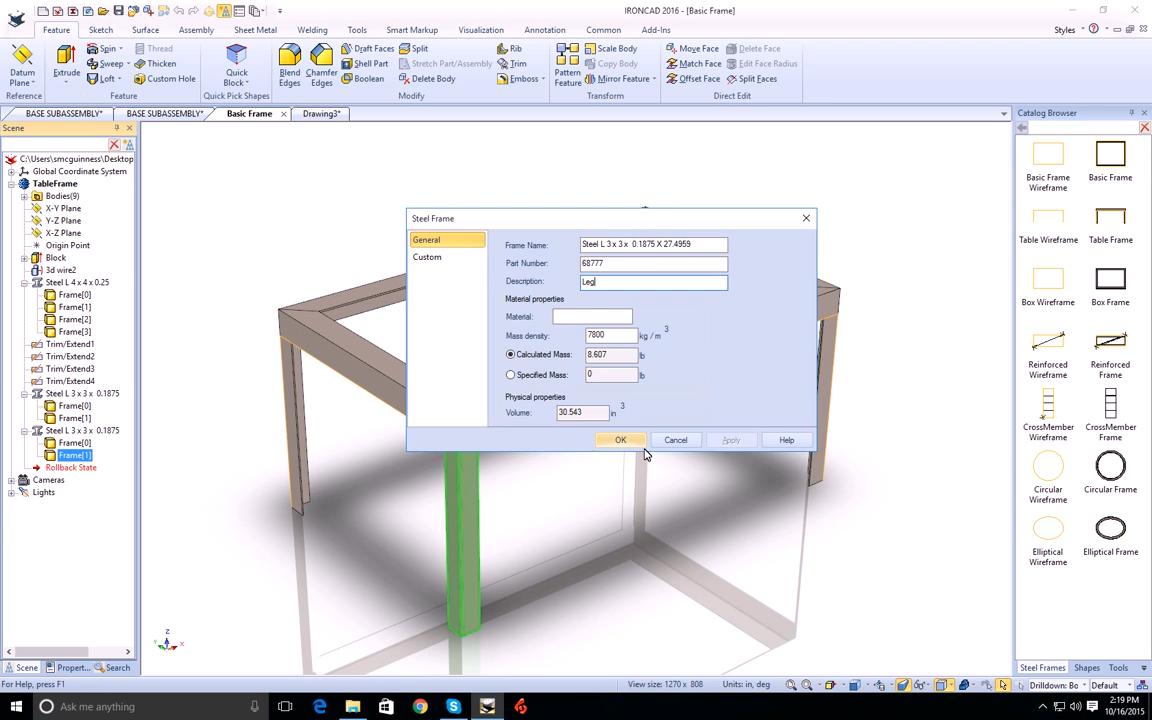 IRONCAD 2016 - [Basic Frame]
Styles
Feature
Sketch
Surface
Assembly
Sheet Metal
Welding
Tools
Smart Markup
Visualization
Annotation
Common
Add-Ins
Datum Plane
Extrude
Spin
Sweep
Loft
Thread
Thicken
Custom Hole
Quick Block
Blend Edges
Chamfer Edges
Draft Faces
Shell Part
Boolean
Split
Stretch Part/Assembly
Delete Body
Rib
Trim
Emboss
Pattern Feature
Scale Body
Copy Body
Mirror Feature
Move Face
Match Face
Offset Face
Delete Face
Edit Face Radius
Split Faces
Reference
Feature
Quick Pick Shapes
Modify
Transform
Direct Edit
BASE SUBASSEMBLY*
BASE SUBASSEMBLY*
Basic Frame
Drawing3*
Scene
C:\Users\smcguinness\Desktop
Global Coordinate System
TableFrame
Bodies(9)
X-Y Plane
Y-Z Plane
X-Z Plane
Origin Point
Block
3d wire2
Steel L 4 x 4 x 0.25
Frame[0]
Frame[1]
Frame[2]
Frame[3]
Trim/Extend1
Trim/Extend2
Trim/Extend3
Trim/Extend4
Steel L 3 x 3 x 0.1875
Frame[0]
Frame[1]
Steel L 3 x 3 x 0.1875
Frame[0]
Frame[1]
Rollback State
Cameras
Lights
Steel Frame
General
Custom
Frame Name: Steel L 3 x 3 x 0.1875 X 27.4959
Part Number: 68777
Description: Leg
Material properties
Material:
Mass density: 7800 kg / m 3
Calculated Mass: 8.607 lb
Specified Mass: 0 lb
Physical properties
Volume: 30.543 in 3
OK
Cancel
Apply
Help
Z
X
Catalog Browser
Basic Frame Wireframe
Basic Frame
Table Wireframe
Table Frame
Box Wireframe
Box Frame
Reinforced Wireframe
Reinforced Frame
CrossMember Wireframe
CrossMember Frame
Circular Wireframe
Circular Frame
Elliptical Wireframe
Elliptical Frame
Scene
Propert...
Search
Steel Frames
Shapes
Tools
For Help, press F1
View size: 1270 x 808
Units: in, deg
Drilldown: Bo
Default
Ask me anything
2:19 PM
10/16/2015